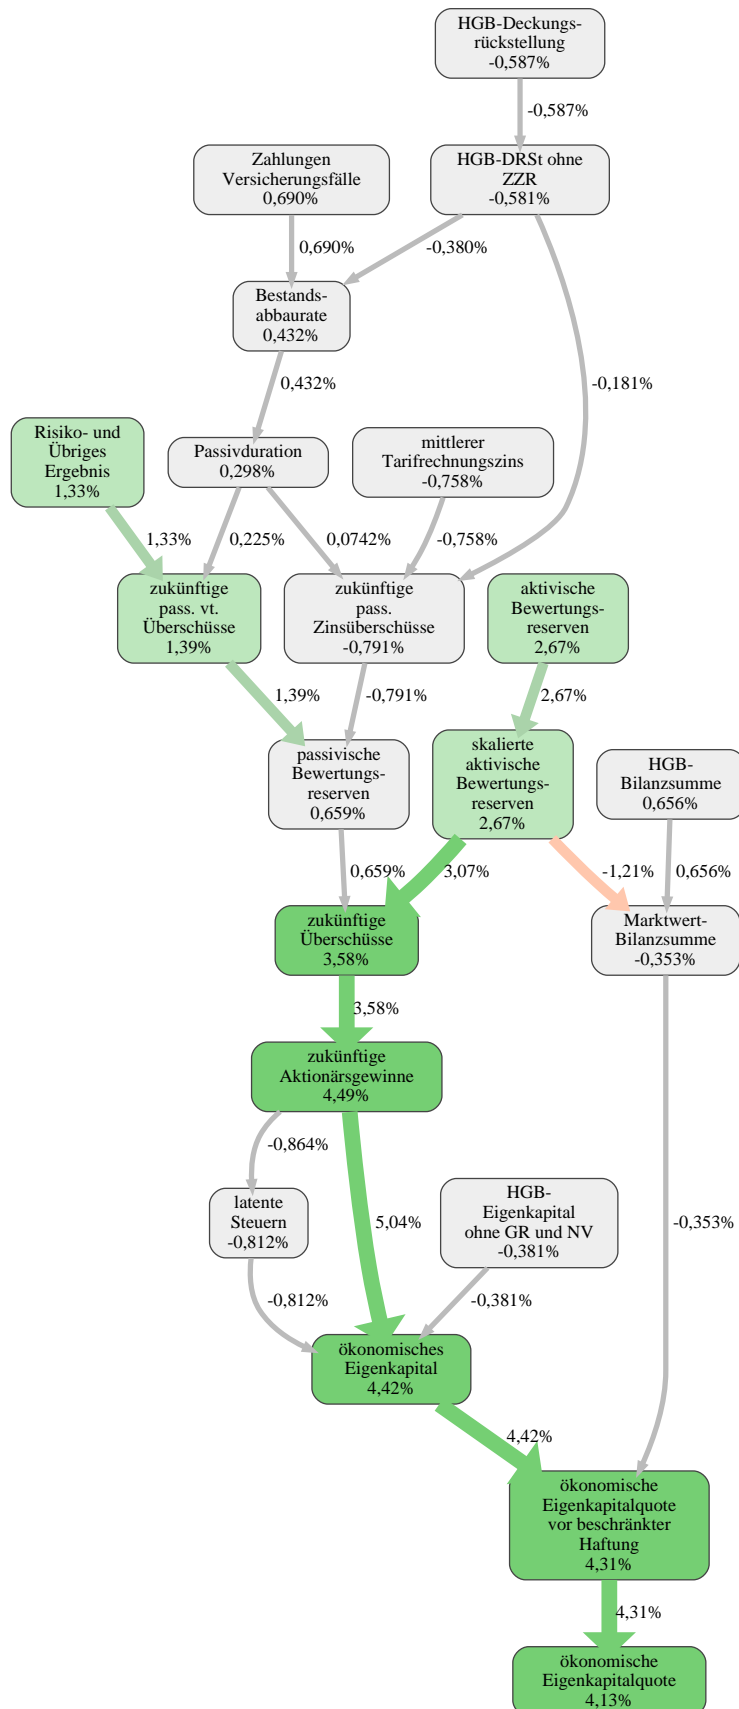 HGB-Deckungs-
rückstellung
-0,587%
-0,587%
Zahlungen
Versicherungsfälle
0,690%
HGB-DRSt ohne
ZZR
-0,581%
0,690%
-0,380%
Bestands-
abbaurate
0,432%
0,432%
-0,181%
Risiko- und
Übriges
Ergebnis
1,33%
Passivduration
0,298%
mittlerer
Tarifrechnungszins
-0,758%
1,33%
0,225%
0,0742%
-0,758%
zukünftige
pass. vt.
Überschüsse
1,39%
zukünftige
pass.
Zinsüberschüsse
-0,791%
aktivische
Bewertungs-
reserven
2,67%
1,39%
-0,791%
2,67%
passivische
Bewertungs-
reserven
0,659%
skalierte
aktivische
Bewertungs-
reserven
2,67%
HGB-
Bilanzsumme
0,656%
0,659%
3,07%
-1,21%
0,656%
zukünftige
Überschüsse
3,58%
Marktwert-
Bilanzsumme
-0,353%
3,58%
zukünftige
Aktionärsgewinne
4,49%
-0,864%
5,04%
-0,353%
latente
Steuern
-0,812%
HGB-
Eigenkapital
ohne GR und NV
-0,381%
-0,812%
-0,381%
ökonomisches
Eigenkapital
4,42%
4,42%
ökonomische
Eigenkapitalquote
vor beschränkter
Haftung
4,31%
4,31%
ökonomische
Eigenkapitalquote
4,13%